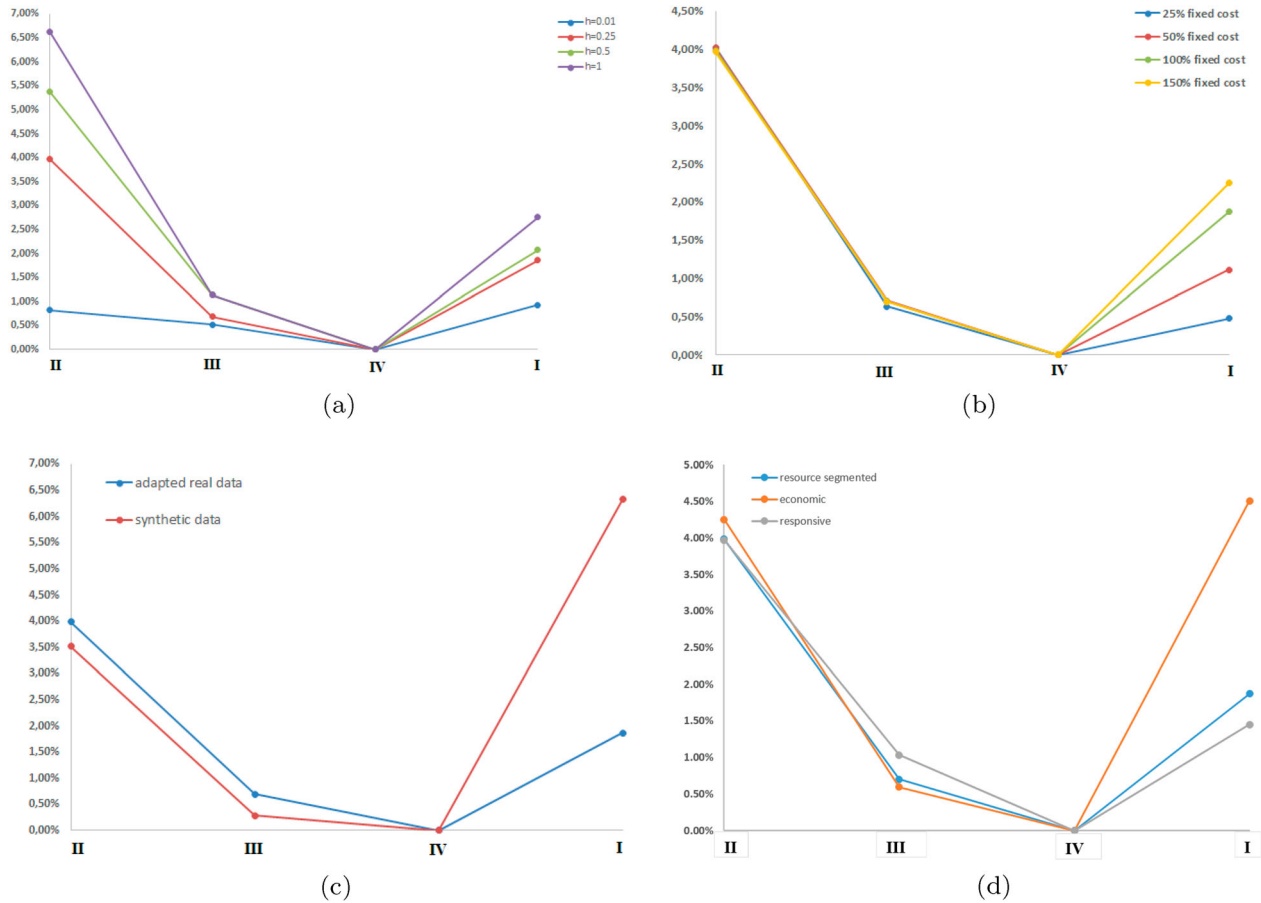 7,00%
6,50%
6,00%
5,50%
5,00%
4,50%
4,00%
3,50%
3,00%
2,50%
2,00%
1,50%
1,00%
0,50%
0,00%
h=0.01
h=0.25
h=0.5
h=1
II III IV I
(a)
4,50%
4,00%
3,50%
3,00%
2,50%
2,00%
1,50%
1,00%
0,50%
0,00%
25% fixed cost
50% fixed cost
100% fixed cost
150% fixed cost
II III IV I
(b)
7,00%
6,50%
6,00%
5,50%
5,00%
4,50%
4,00%
3,50%
3,00%
2,50%
2,00%
1,50%
1,00%
0,50%
0,00%
adapted real data
synthetic data
II III IV I
(c)
5.00%
4.50%
4.00%
3.50%
3.00%
2.50%
2.00%
1.50%
1.00%
0.50%
0.00%
resource segmented
economic
responsive
II III IV I
(d)